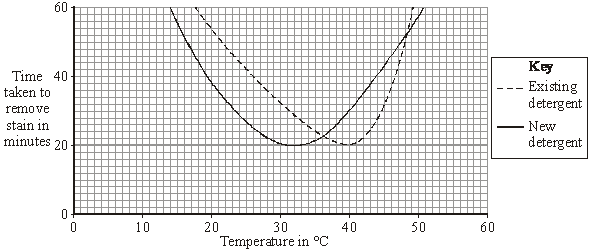 60
40
20
0
Time
taken to
remove
stain in
minutes
0 10 20 30 40 50 60
Temperature in °C
Key
Existing
detergent
New
detergent